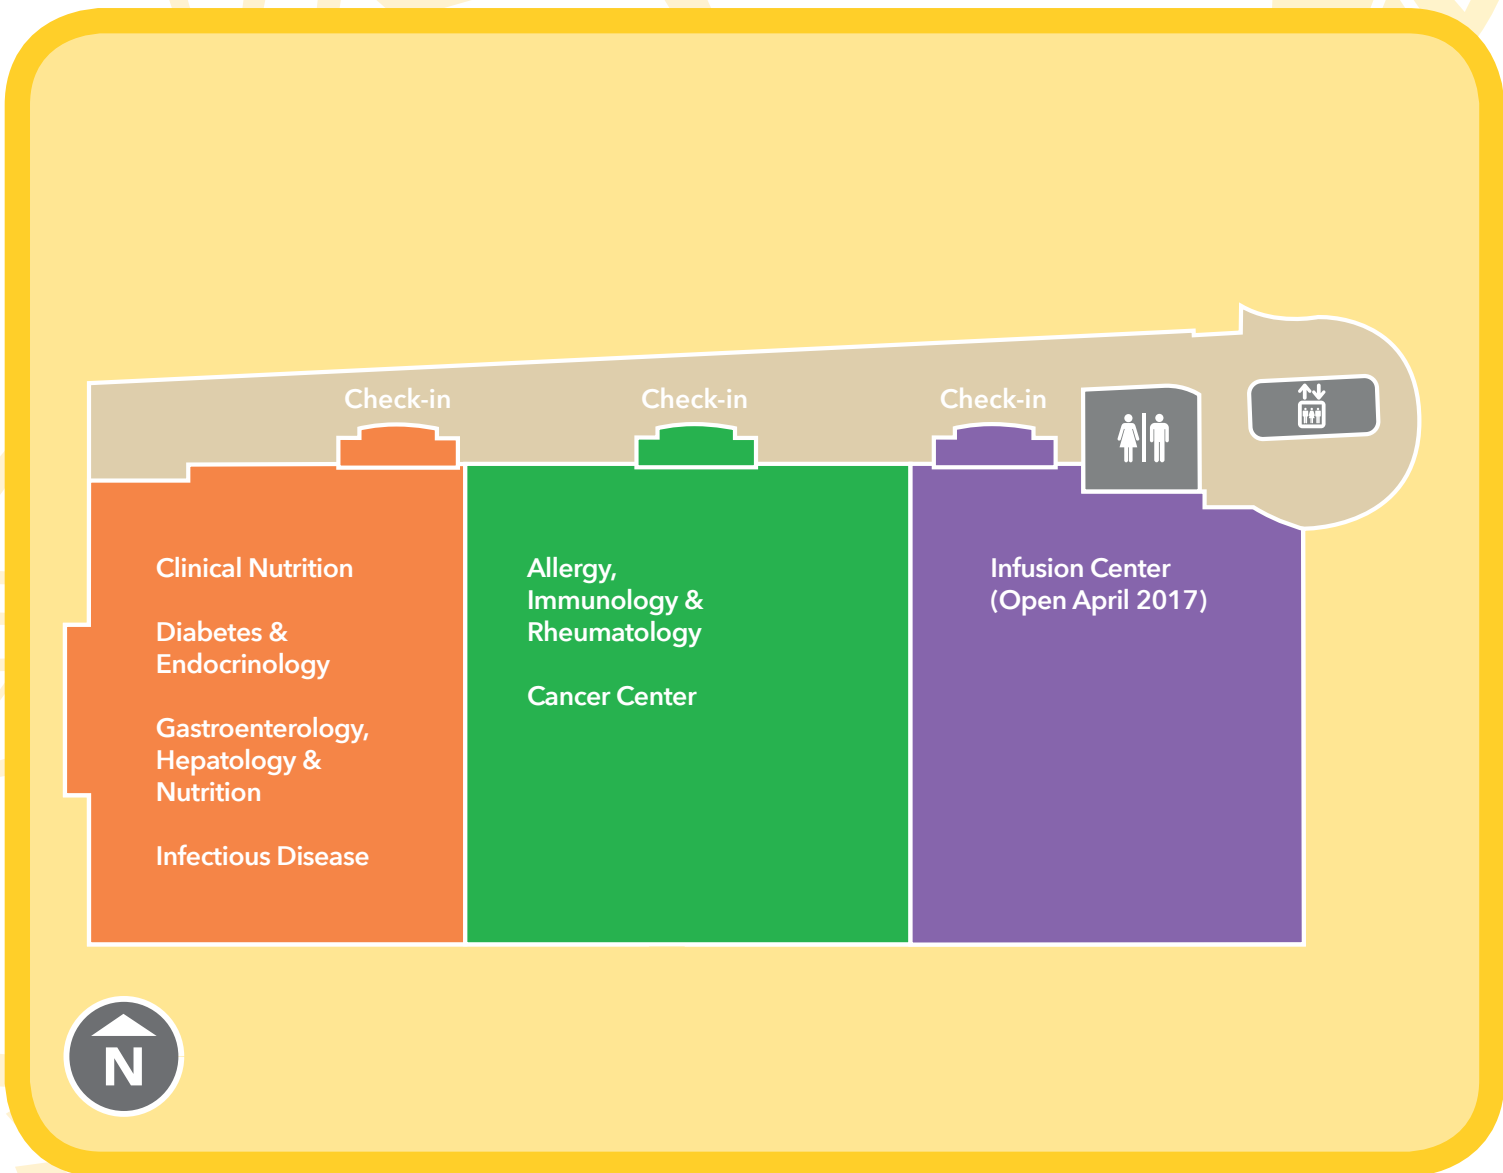 Check-in
Check-in
Check-in
Clinical Nutrition
Diabetes &
Endocrinology
Gastroenterology,
Hepatology &
Nutrition
Infectious Disease
Allergy,
Immunology &
Rheumatology
Cancer Center
Infusion Center
(Open April 2017)
N